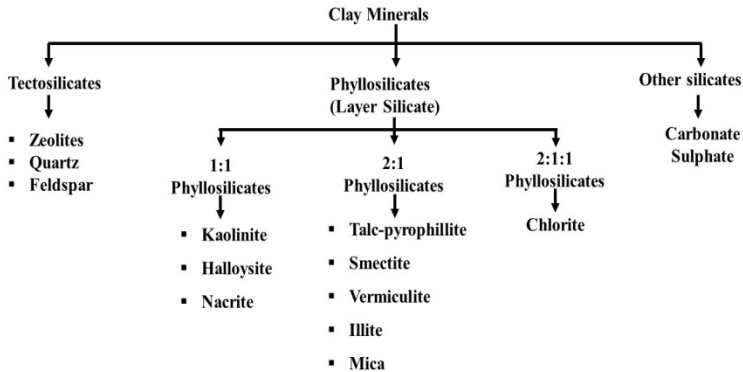 Clay Minerals
Tectosilicates
▪ Zeolites
▪ Quartz
▪ Feldspar
Phyllosilicates
(Layer Silicate)
1:1
Phyllosilicates
▪ Kaolinite
▪ Halloysite
▪ Nacrite
2:1
Phyllosilicates
▪ Talc-pyrophillite
▪ Smectite
▪ Vermiculite
▪ Illite
▪ Mica
2:1:1
Phyllosilicates
Chlorite
Other silicates
Carbonate
Sulphate